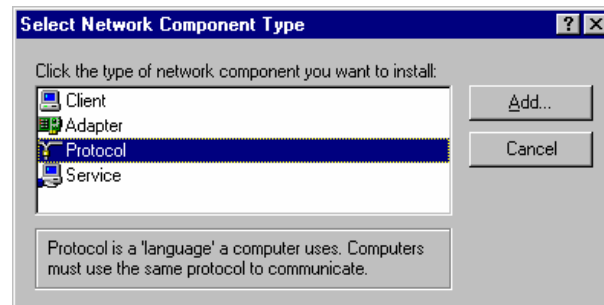 Select Network Component Type
Click the type of network component you want to install:
Client
Adapter
Protocol
Service
Add...
Cancel
Protocol is a 'language' a computer uses. Computers
must use the same protocol to communicate.